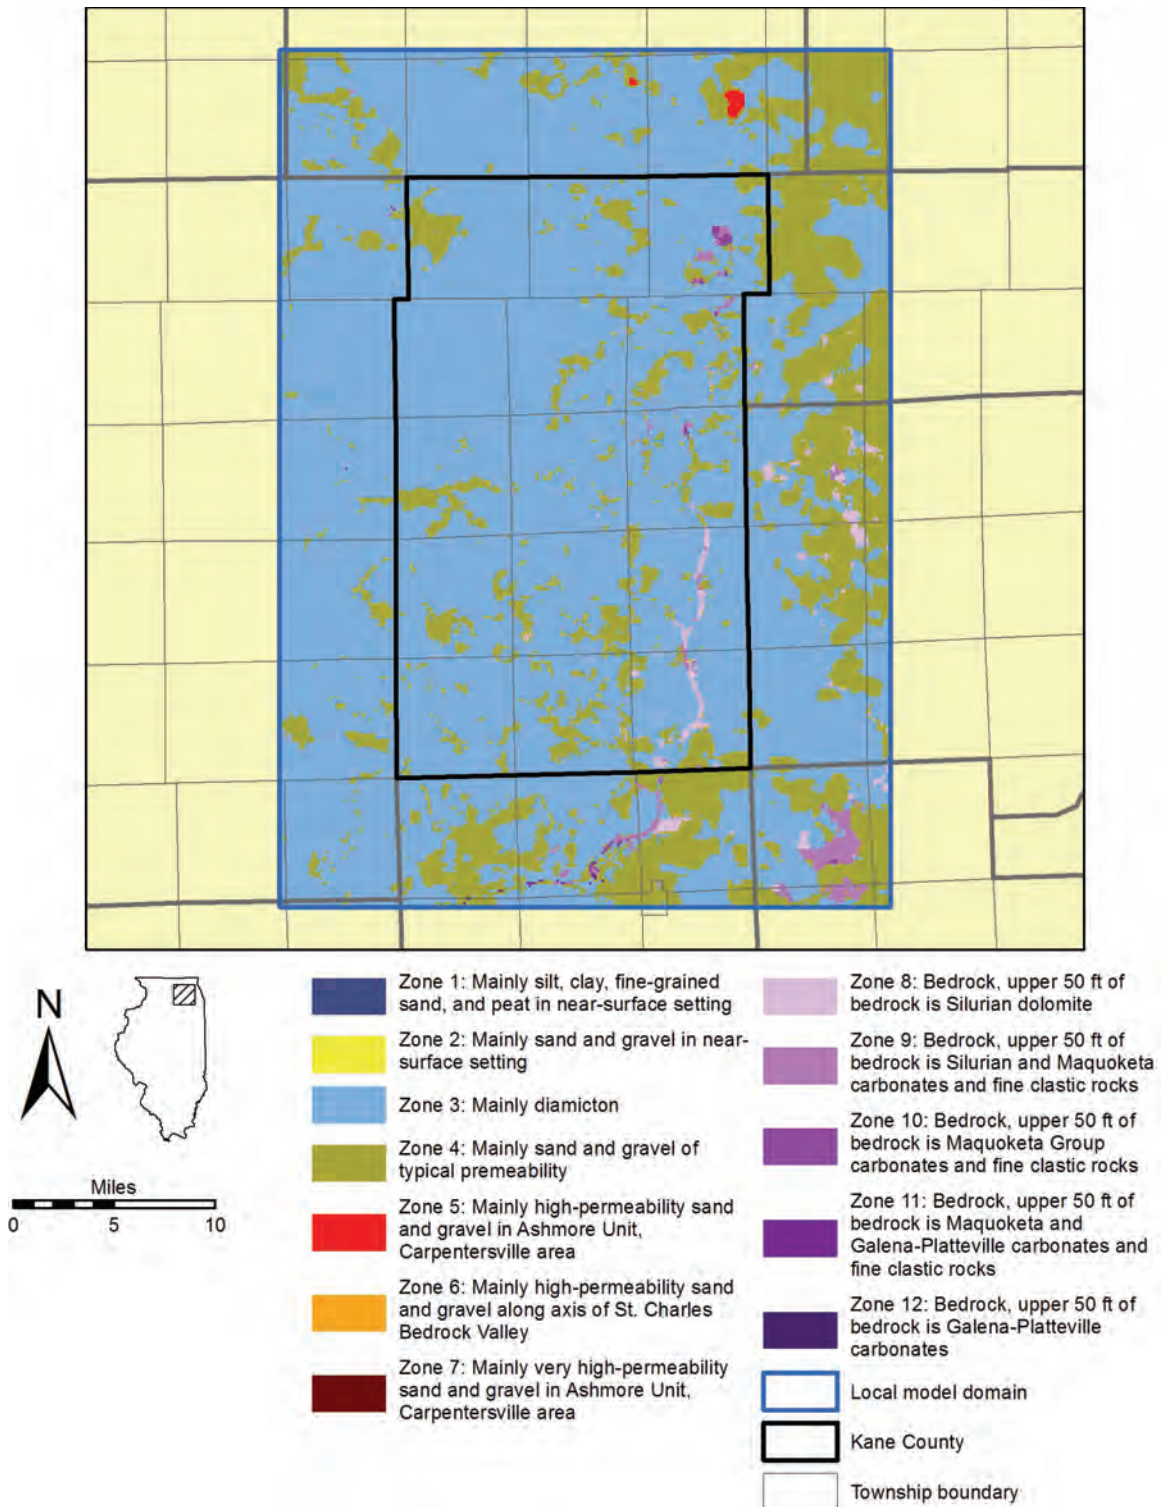 N
Miles
0 5 10
Zone 1: Mainly silt, clay, fine-grained
sand, and peat in near-surface setting
Zone 2: Mainly sand and gravel in near-
surface setting
Zone 3: Mainly diamicton
Zone 4: Mainly sand and gravel of
typical premeability
Zone 5: Mainly high-permeability sand
and gravel in Ashmore Unit,
Carpentersville area
Zone 6: Mainly high-permeability sand
and gravel along axis of St. Charles
Bedrock Valley
Zone 7: Mainly very high-permeability
sand and gravel in Ashmore Unit,
Carpentersville area
Zone 8: Bedrock, upper 50 ft of
bedrock is Silurian dolomite
Zone 9: Bedrock, upper 50 ft of
bedrock is Silurian and Maquoketa
carbonates and fine clastic rocks
Zone 10: Bedrock, upper 50 ft of
bedrock is Maquoketa Group
carbonates and fine clastic rocks
Zone 11: Bedrock, upper 50 ft of
bedrock is Maquoketa and
Galena-Platteville carbonates and
fine clastic rocks
Zone 12: Bedrock, upper 50 ft of
bedrock is Galena-Platteville
carbonates
Local model domain
Kane County
Township boundary